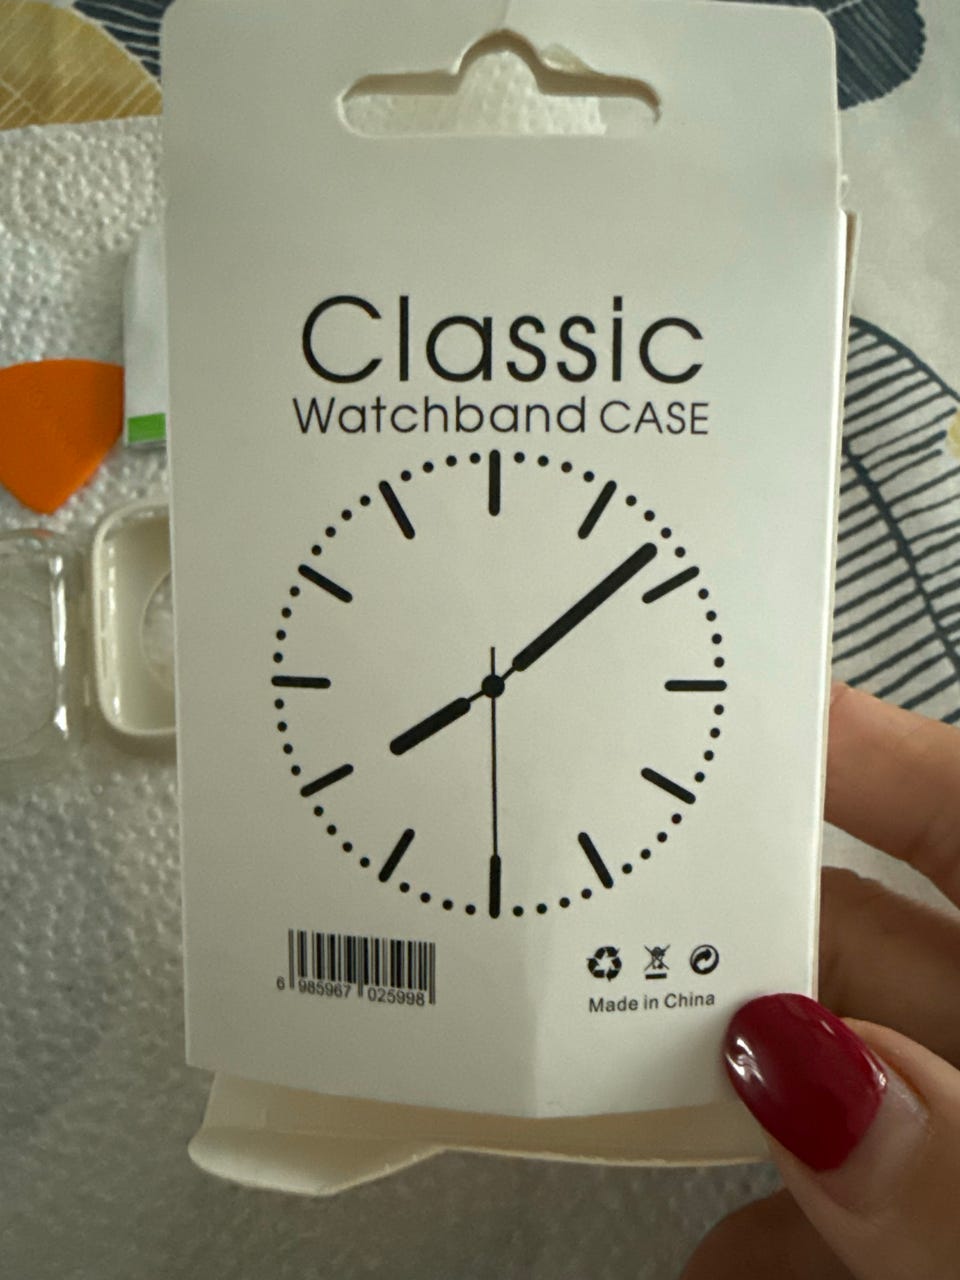 Classic
Watchband CASE
6 985967 025998
Made in China